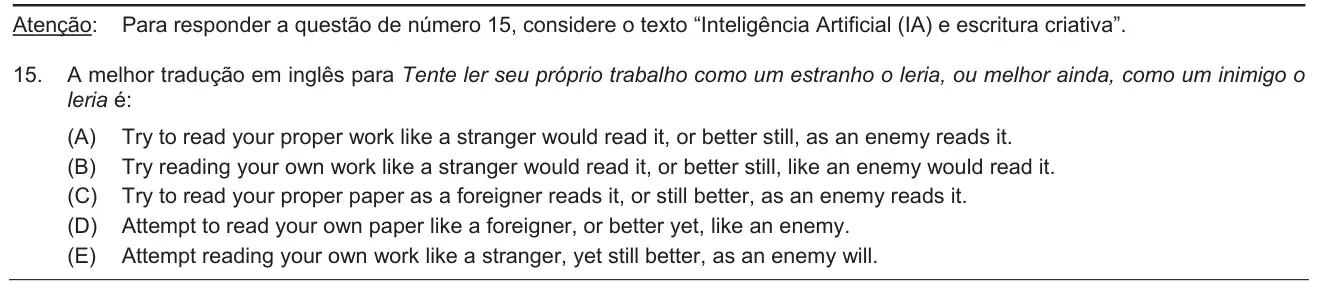 Atenção: Para responder a questão de número 15, considere o texto “Inteligência Artificial (IA) e escritura criativa”.
15. A melhor tradução em inglês para Tente ler seu próprio trabalho como um estranho o leria, ou melhor ainda, como um inimigo o
leria é:
(A) Try to read your proper work like a stranger would read it, or better still, as an enemy reads it.
(B) Try reading your own work like a stranger would read it, or better still, like an enemy would read it.
(C) Try to read your proper paper as a foreigner reads it, or still better, as an enemy reads it.
(D) Attempt to read your own paper like a foreigner, or better yet, like an enemy.
(E) Attempt reading your own work like a stranger, yet still better, as an enemy will.